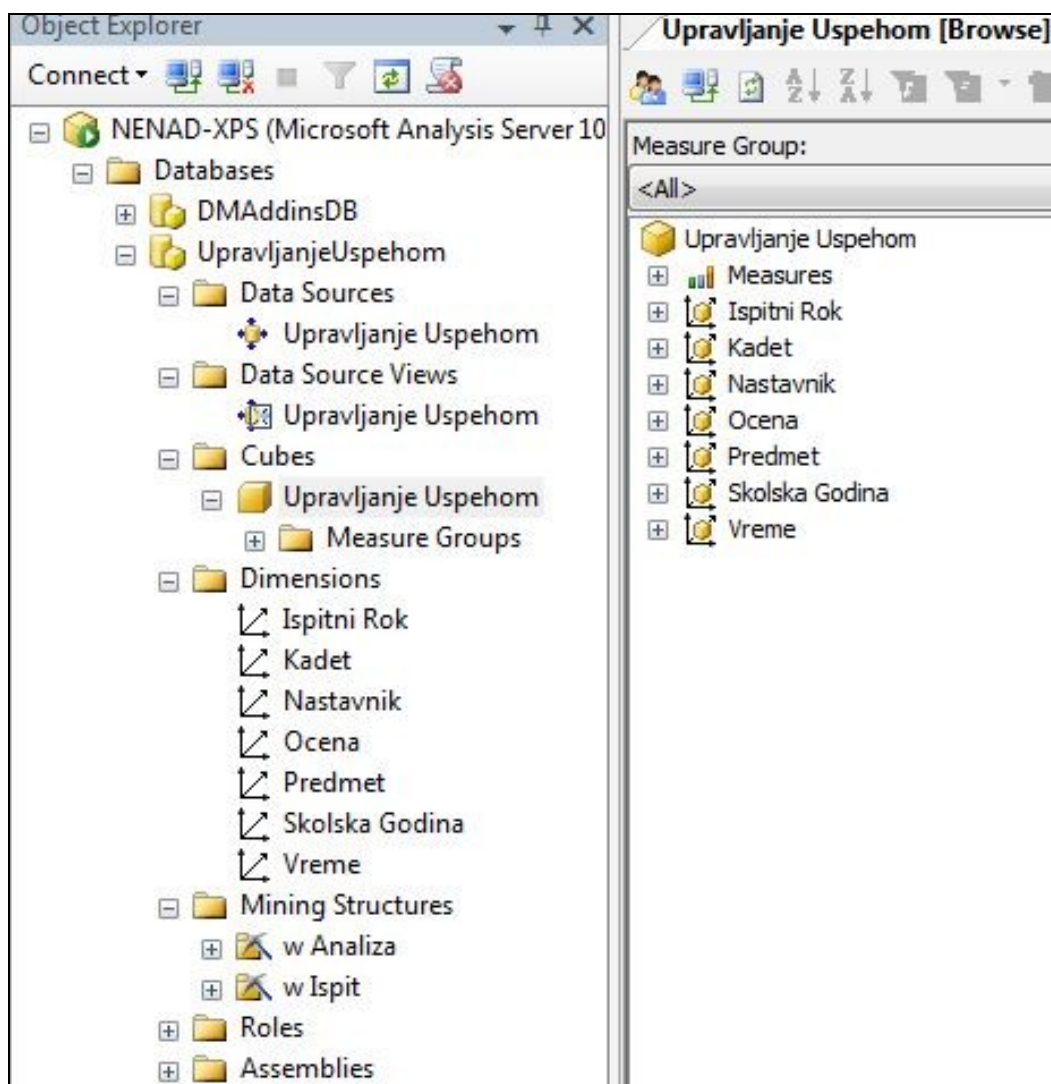 Object Explorer
Connect
NENAD-XPS (Microsoft Analysis Server 10
Databases
DMAddinsDB
UpravljanjeUspehom
Data Sources
Upravljanje Uspehom
Data Source Views
Upravljanje Uspehom
Cubes
Upravljanje Uspehom
Measure Groups
Dimensions
Ispitni Rok
Kadet
Nastavnik
Ocena
Predmet
Skolska Godina
Vreme
Mining Structures
w Analiza
w Ispit
Roles
Assemblies
Upravljanje Uspehom [Browse]
Measure Group:
<All>
Upravljanje Uspehom
Measures
Ispitni Rok
Kadet
Nastavnik
Ocena
Predmet
Skolska Godina
Vreme